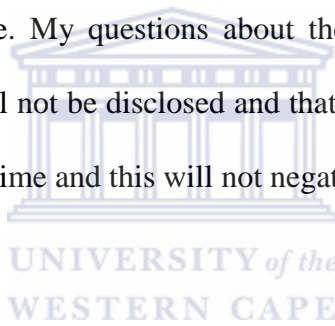 e. My questions about the
l not be disclosed and that
ime and this will not negat
UNIVERSITY of the
WESTERN CAPE